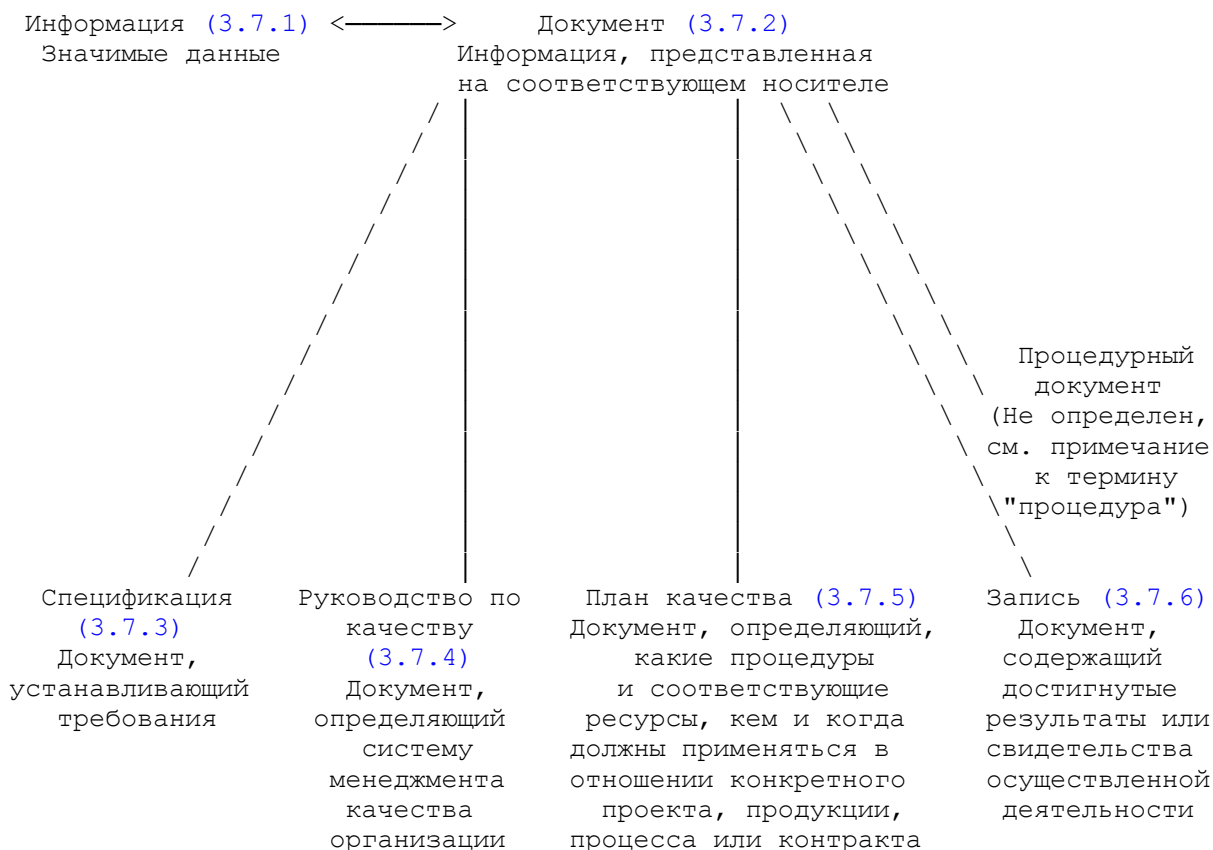 Информация (3.7.1) <——————> Документ (3.7.2)
Значимые данные Информация, представленная
на соответствующем носителе
Процедурный
документ
(Не определен,
см. примечание
к термину
"процедура")
Спецификация Руководство по План качества (3.7.5) Запись (3.7.6)
(3.7.3) качеству Документ, определяющий, Документ,
Документ, (3.7.4) какие процедуры содержащий
устанавливающий Документ, и соответствующие достигнутые
требования определяющий ресурсы, кем и когда результаты или
систему должны применяться в свидетельства
менеджмента отношении конкретного осуществленной
качества проекта, продукции, деятельности
организации процесса или контракта